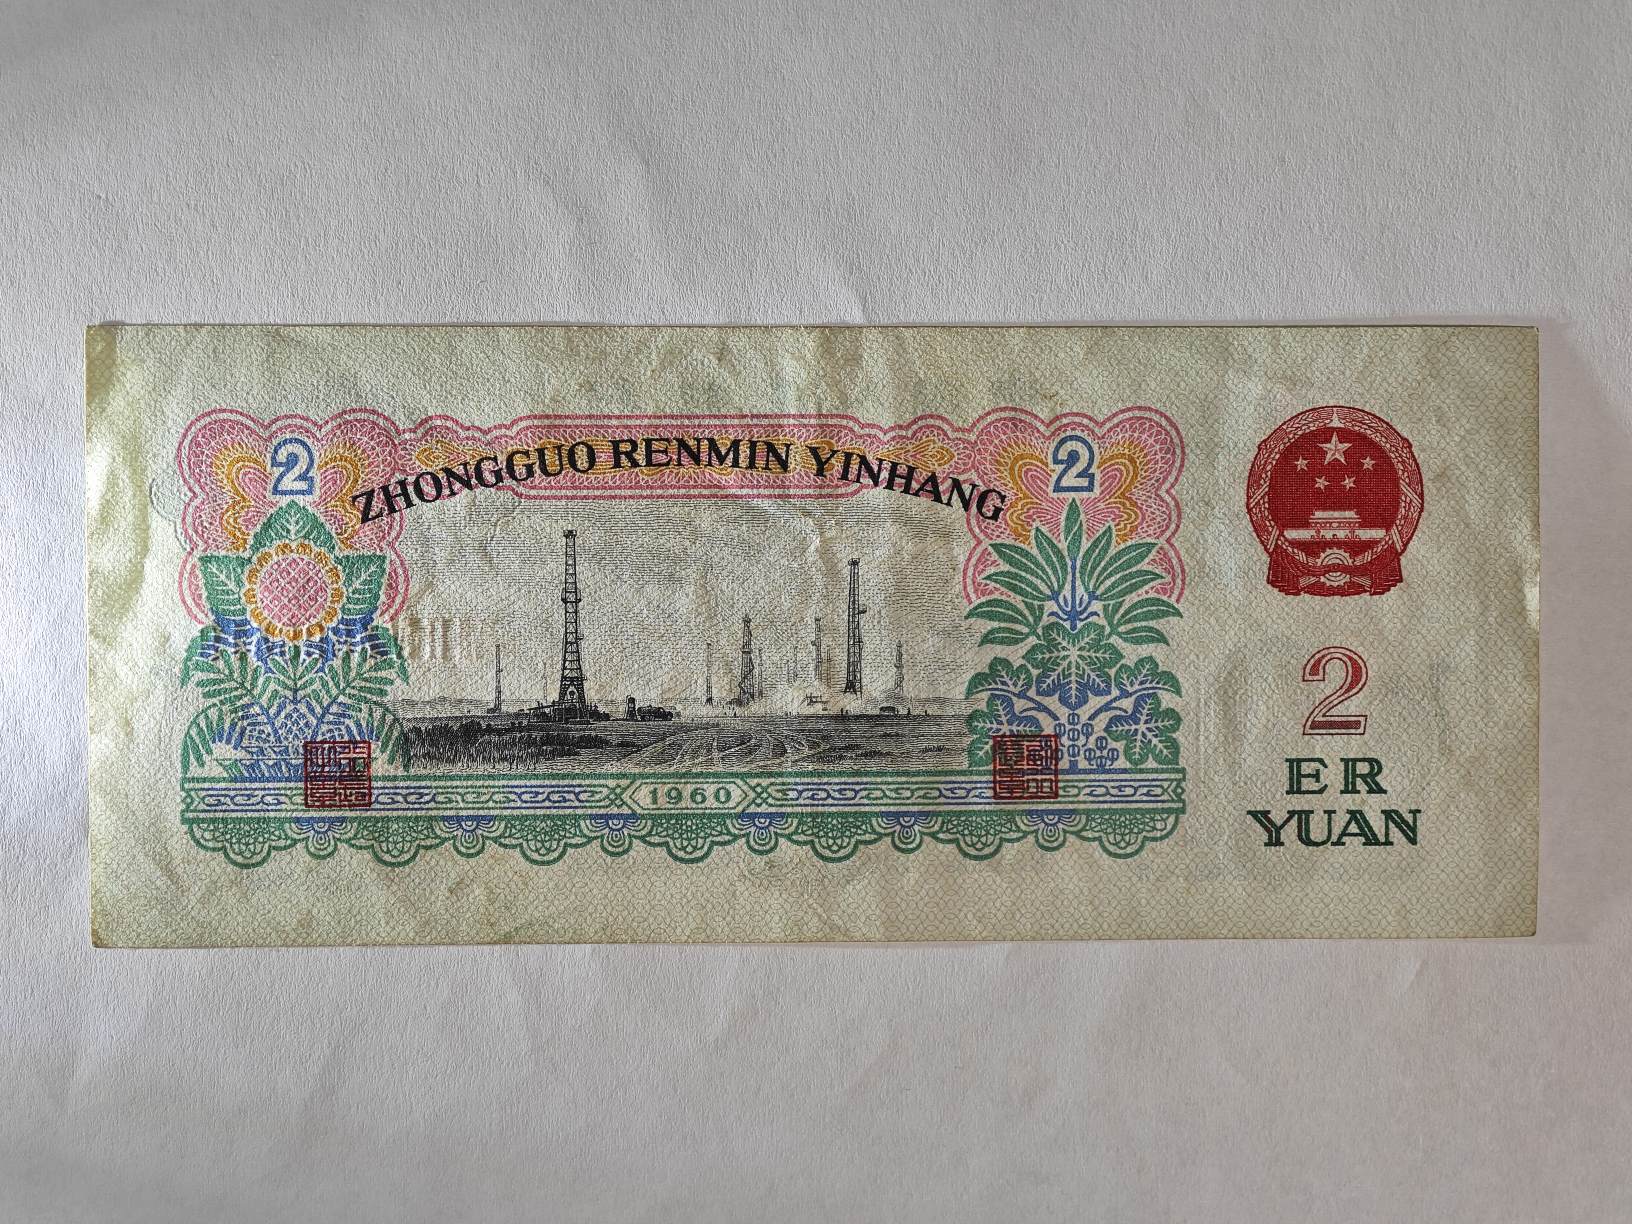 2
2
ZHONGGUO RENMIN YINHANG
1960
2
ER
YUAN